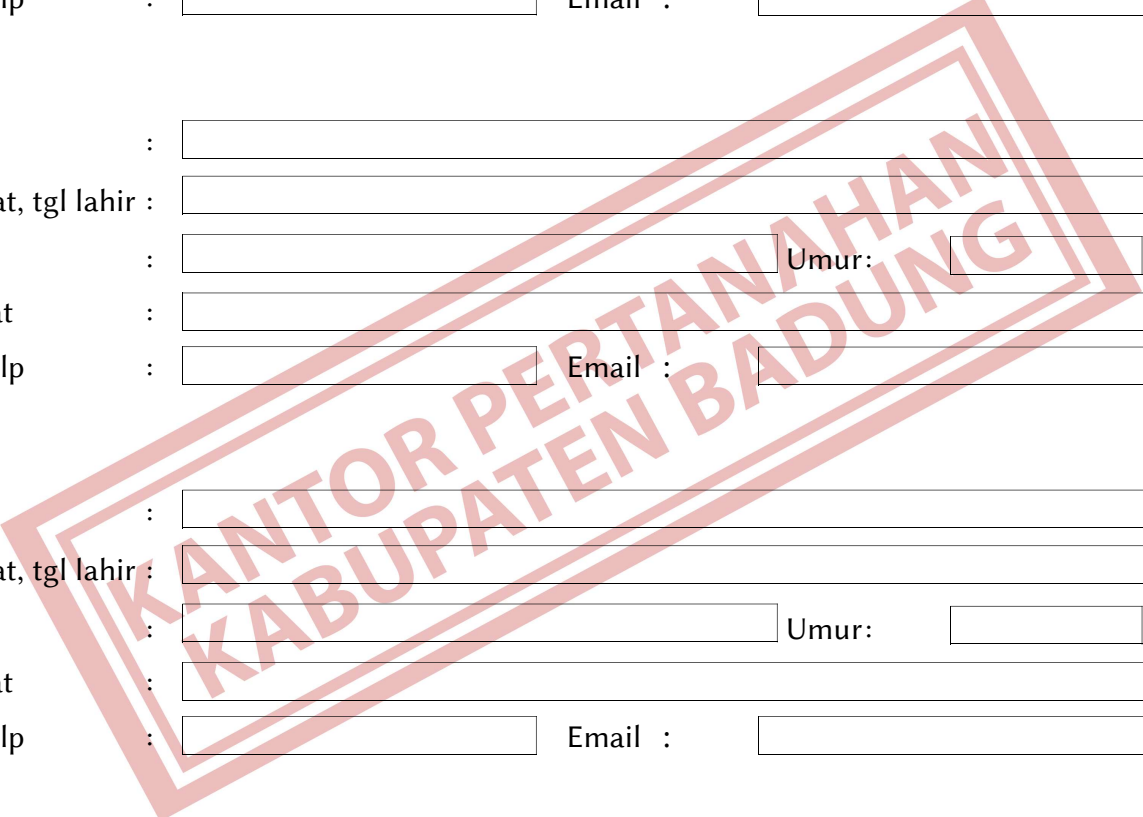 lp : Email :
:
at, tgl lahir :
: Umur:
at :
lp : Email :
:
at, tgl lahir :
: Umur:
at :
lp : Email :
KANTOR PERTANAHAN
KABUPATEN BADUNG